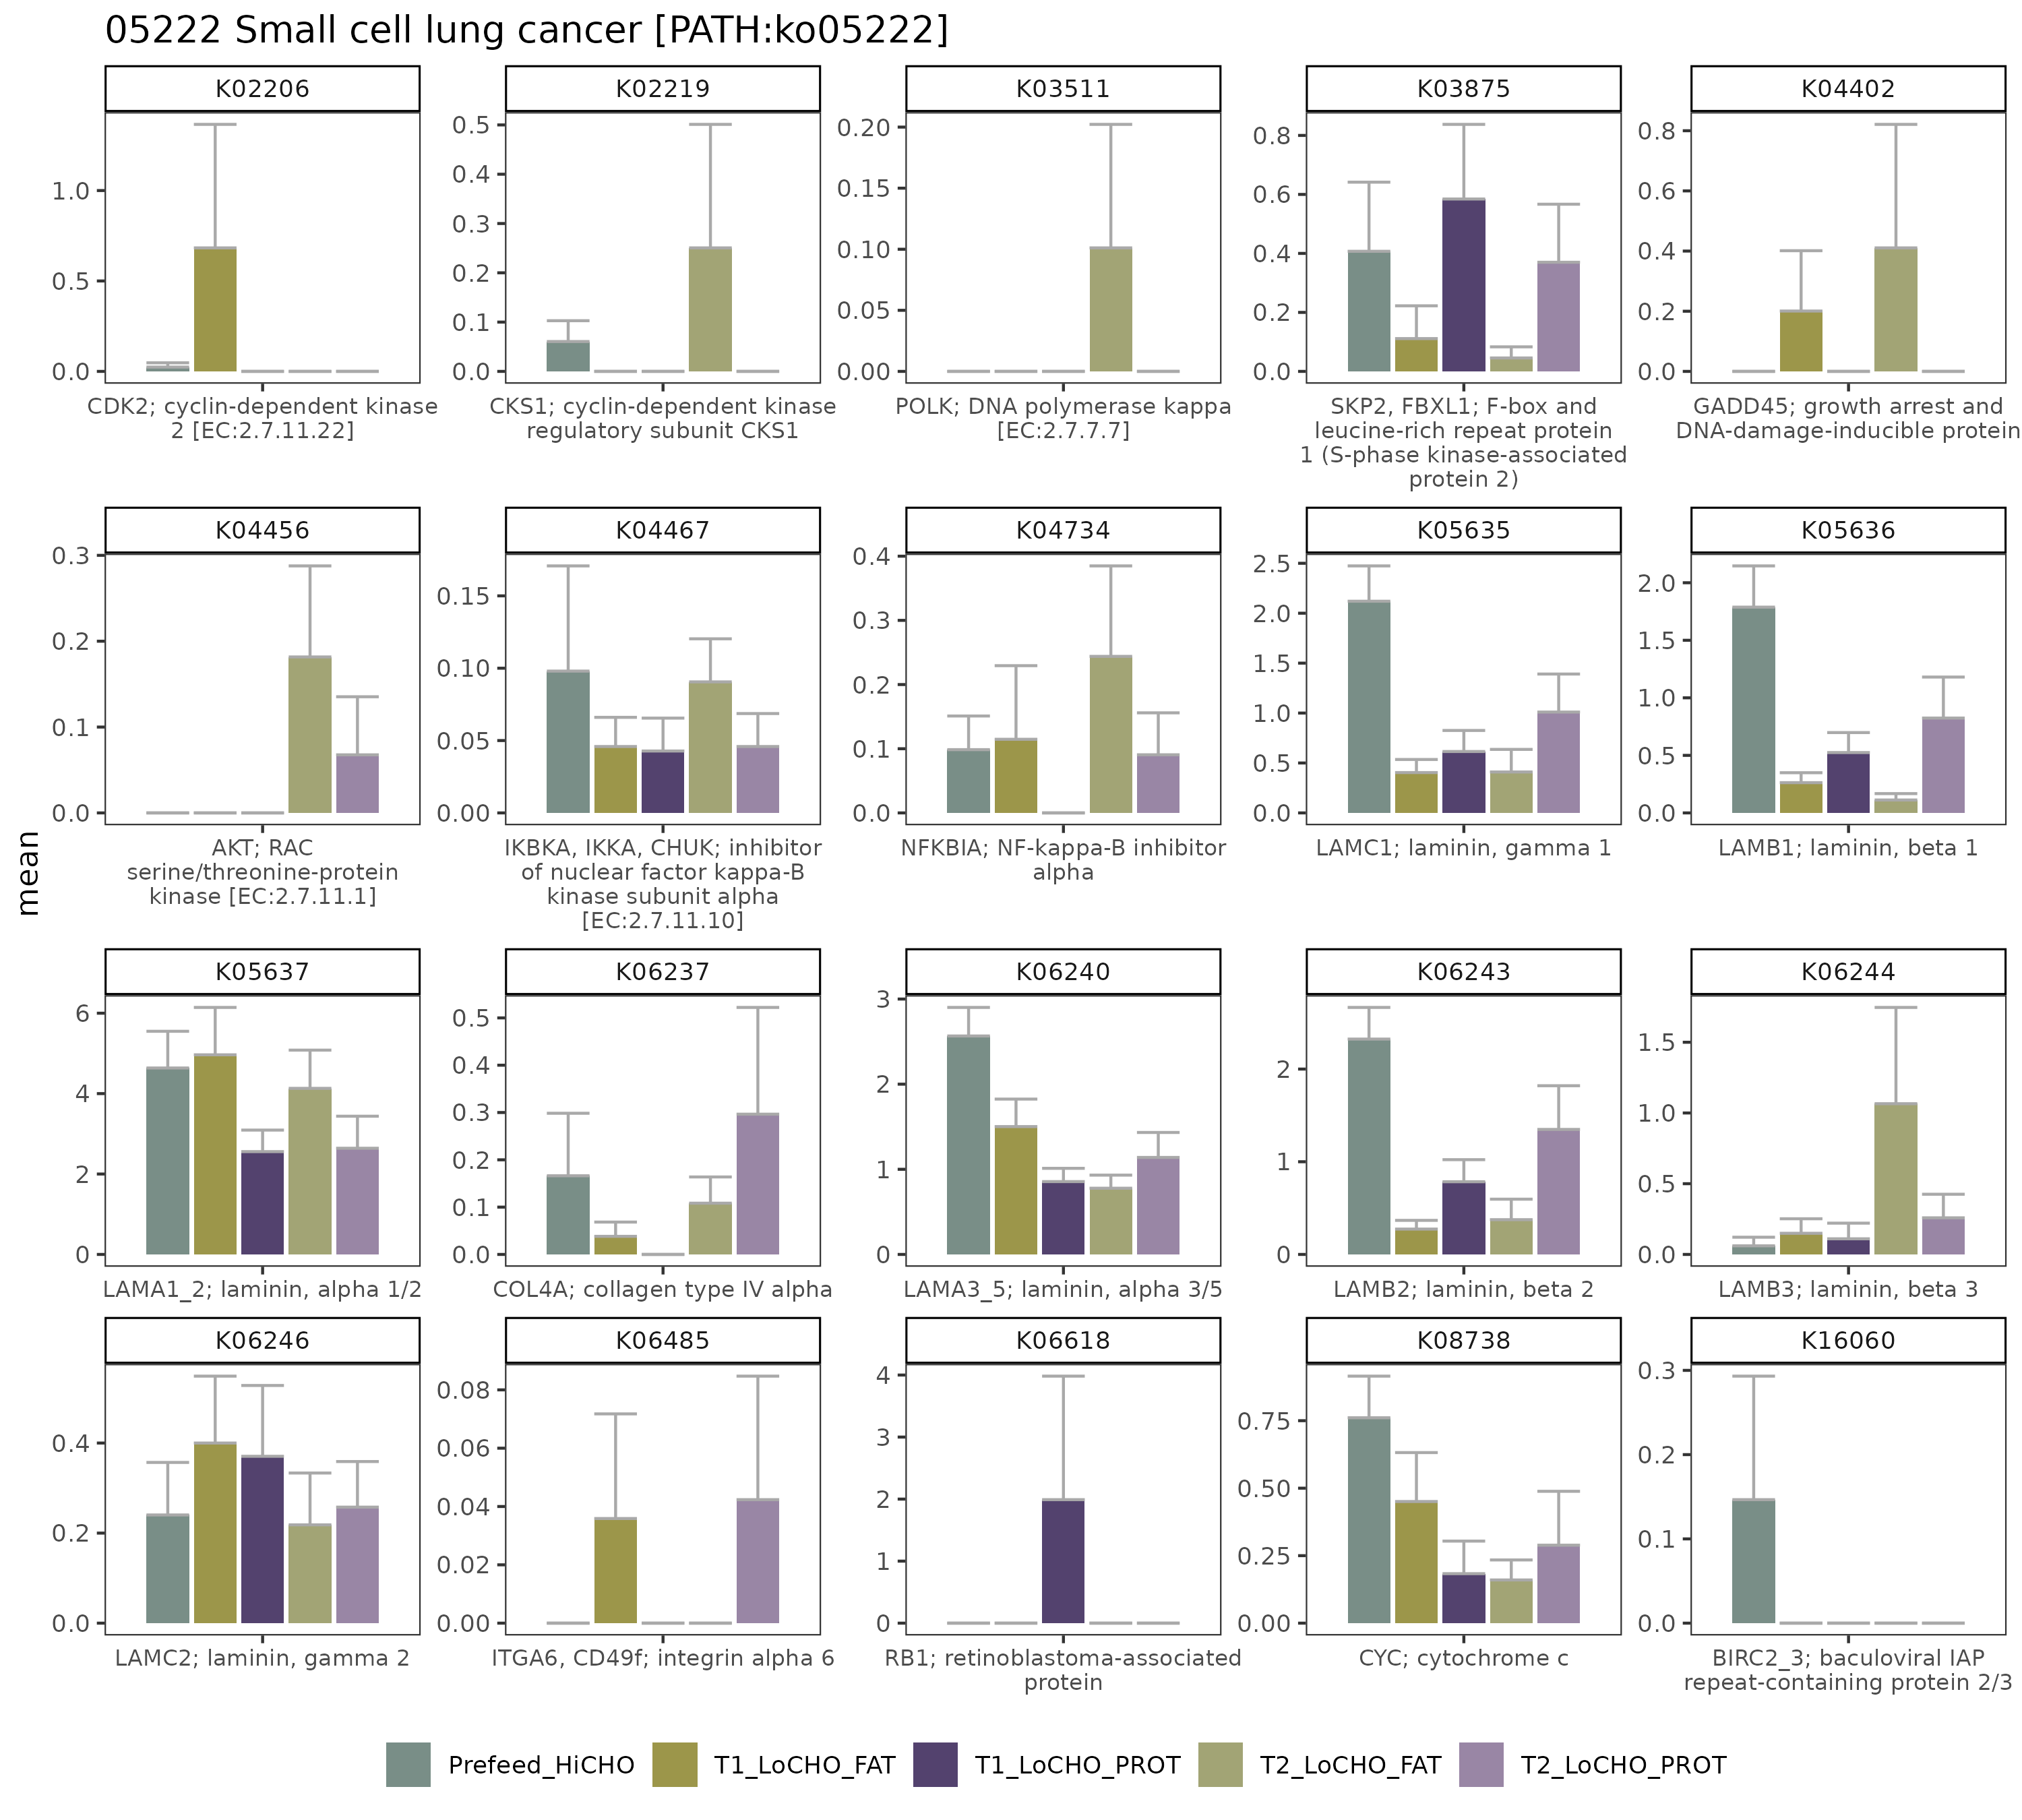 05222 Small cell lung cancer [PATH:ko05222]
mean
K02206
1.0
0.5
0.0
CDK2; cyclin-dependent kinase
2 [EC:2.7.11.22]
K02219
0.5
0.4
0.3
0.2
0.1
0.0
CKS1; cyclin-dependent kinase
regulatory subunit CKS1
K03511
0.20
0.15
0.10
0.05
0.00
POLK; DNA polymerase kappa
[EC:2.7.7.7]
K03875
0.8
0.6
0.4
0.2
0.0
SKP2, FBXL1; F-box and
leucine-rich repeat protein
1 (S-phase kinase-associated
protein 2)
K04402
0.8
0.6
0.4
0.2
0.0
GADD45; growth arrest and
DNA-damage-inducible protein
K04456
0.3
0.2
0.1
0.0
AKT; RAC
serine/threonine-protein
kinase [EC:2.7.11.1]
K04467
0.15
0.10
0.05
0.00
IKBKA, IKKA, CHUK; inhibitor
of nuclear factor kappa-B
kinase subunit alpha
[EC:2.7.11.10]
K04734
0.4
0.3
0.2
0.1
0.0
NFKBIA; NF-kappa-B inhibitor
alpha
K05635
2.5
2.0
1.5
1.0
0.5
0.0
LAMC1; laminin, gamma 1
K05636
2.0
1.5
1.0
0.5
0.0
LAMB1; laminin, beta 1
K05637
6
4
2
0
LAMA1_2; laminin, alpha 1/2
K06237
0.5
0.4
0.3
0.2
0.1
0.0
COL4A; collagen type IV alpha
K06240
3
2
1
0
LAMA3_5; laminin, alpha 3/5
K06243
2
1
0
LAMB2; laminin, beta 2
K06244
1.5
1.0
0.5
0.0
LAMB3; laminin, beta 3
K06246
0.4
0.2
0.0
LAMC2; laminin, gamma 2
K06485
0.08
0.06
0.04
0.02
0.00
ITGA6, CD49f; integrin alpha 6
K06618
4
3
2
1
0
RB1; retinoblastoma-associated
protein
K08738
0.75
0.50
0.25
0.00
CYC; cytochrome c
K16060
0.3
0.2
0.1
0.0
BIRC2_3; baculoviral IAP
repeat-containing protein 2/3
Prefeed_HiCHO
T1_LoCHO_FAT
T1_LoCHO_PROT
T2_LoCHO_FAT
T2_LoCHO_PROT